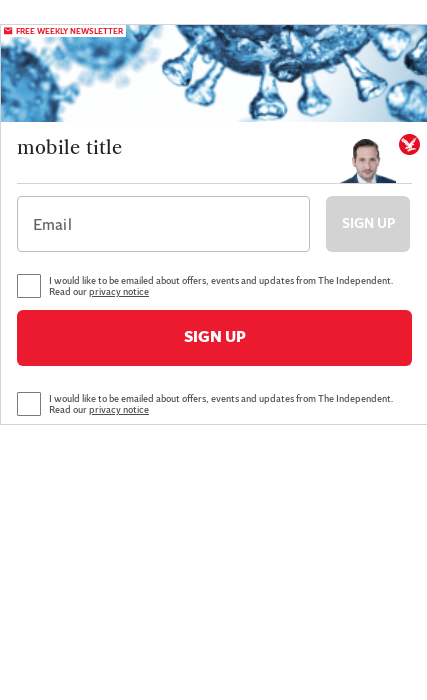 FREE WEEKLY NEWSLETTER
mobile title
Email
SIGN UP
I would like to be emailed about offers, events and updates from The Independent.
Read our privacy notice
SIGN UP
I would like to be emailed about offers, events and updates from The Independent.
Read our privacy notice